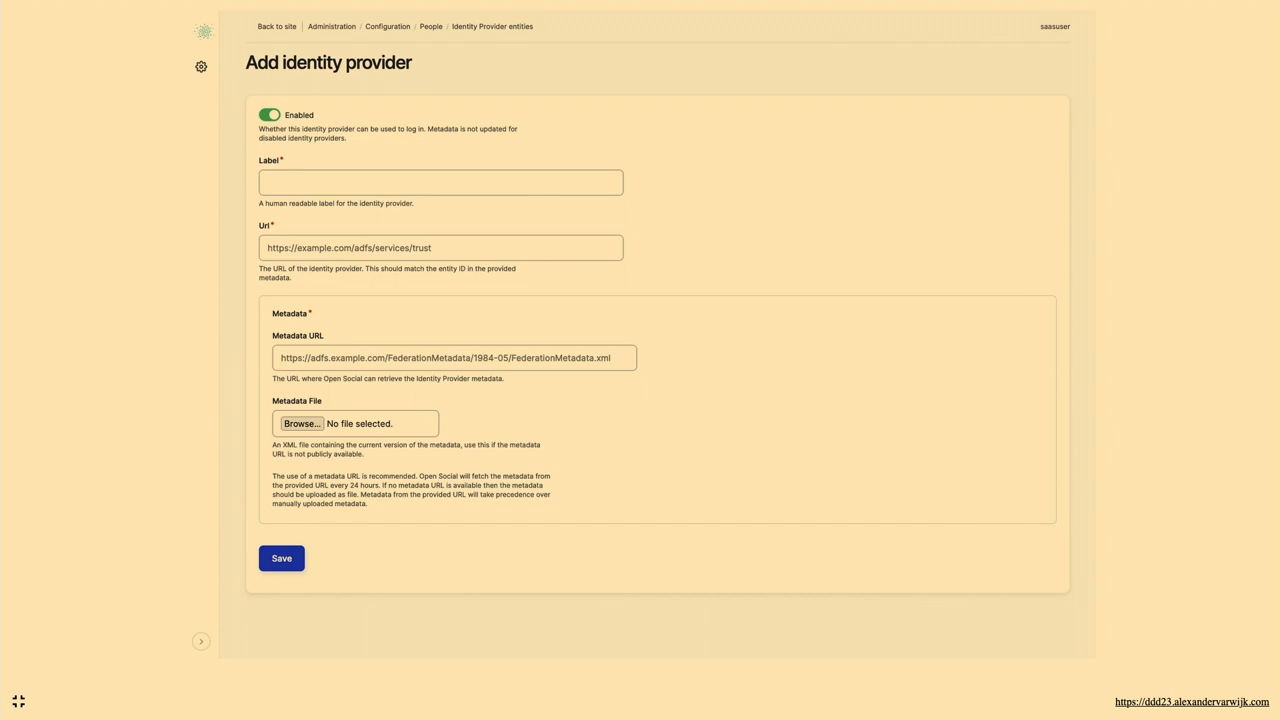 Back to site Administration / Configuration / People / Identity Provider entities saasuser
Add identity provider
Enabled
Whether this identity provider can be used to log in. Metadata is not updated for
disabled identity providers.
Label*
A human readable label for the identity provider.
Url*
https://example.com/adfs/services/trust
The URL of the identity provider. This should match the entity ID in the provided
metadata.
Metadata*
Metadata URL
https://adfs.example.com/FederationMetadata/1984-05/FederationMetadata.xml
The URL where Open Social can retrieve the Identity Provider metadata.
Metadata File
Browse... No file selected.
An XML file containing the current version of the metadata, use this if the metadata
URL is not publicly available.
The use of a metadata URL is recommended. Open Social will fetch the metadata from
the provided URL every 24 hours. If no metadata URL is available then the metadata
should be uploaded as file. Metadata from the provided URL will take precedence over
manually uploaded metadata.
Save
https://ddd23.alexandervarwijk.com